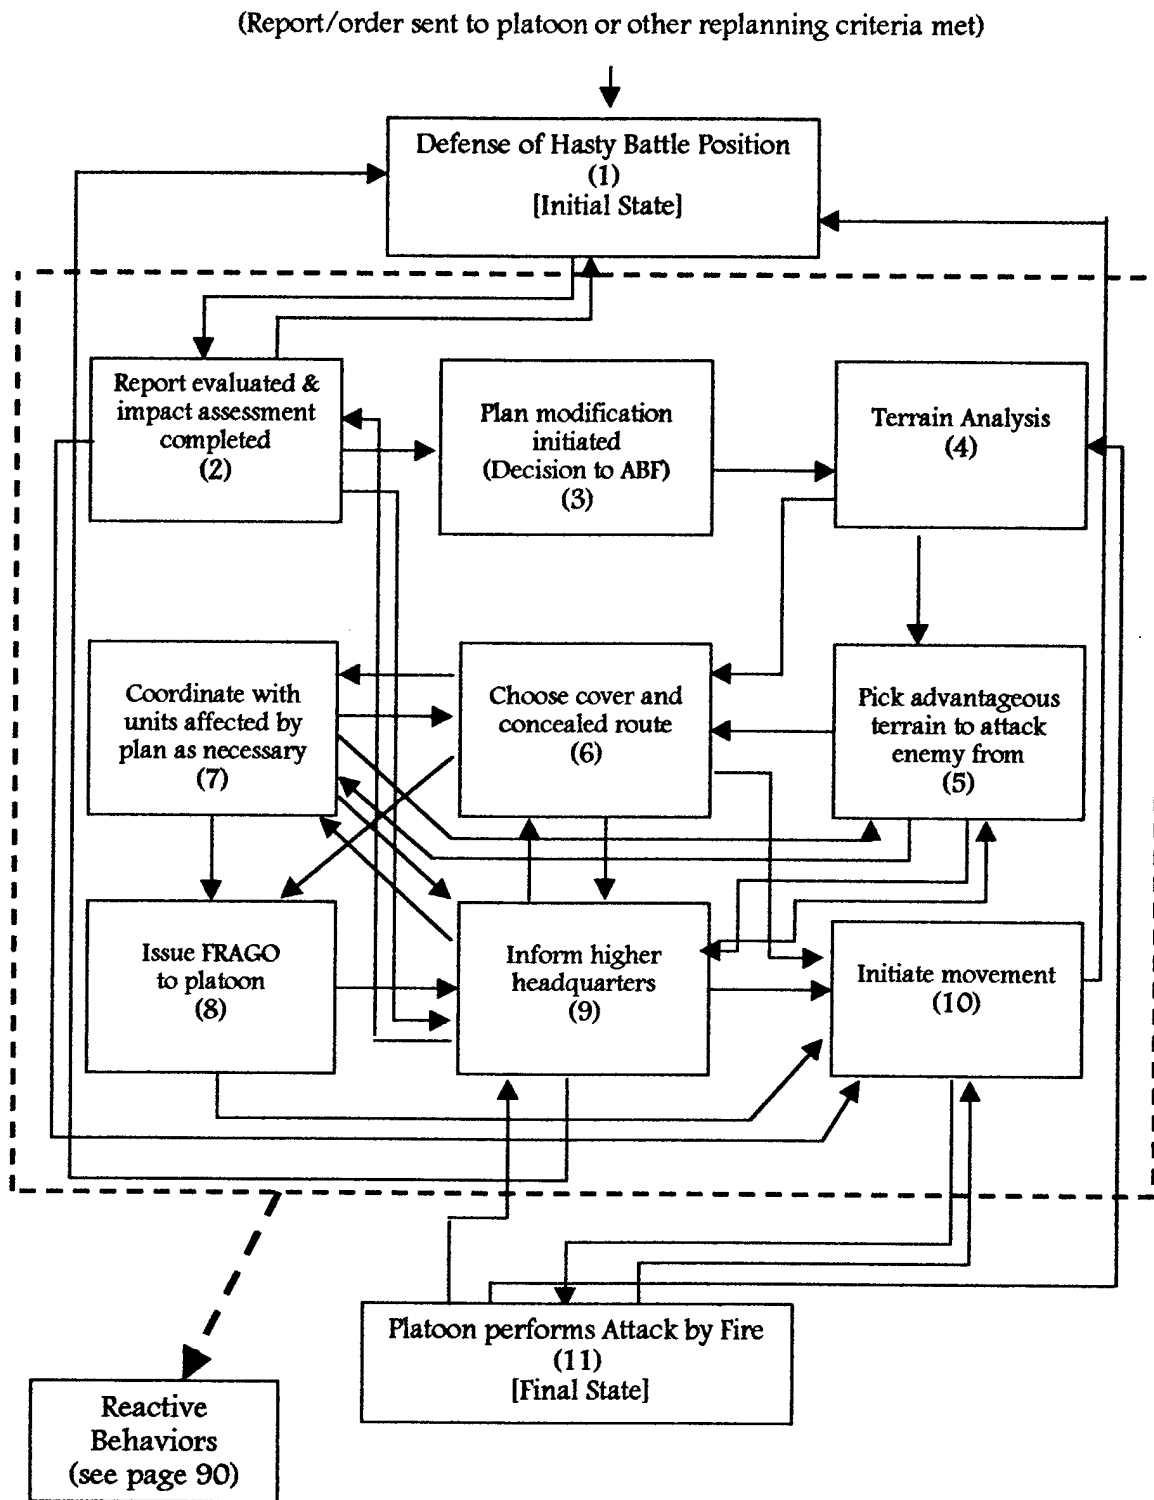 (Report/order sent to platoon or other replanning criteria met)
Defense of Hasty Battle Position
(1)
[Initial State]
Report evaluated &
impact assessment
completed
(2)
Plan modification
initiated
(Decision to ABF)
(3)
Terrain Analysis
(4)
Coordinate with
units affected by
plan as necessary
(7)
Choose cover and
concealed route
(6)
Pick advantageous
terrain to attack
enemy from
(5)
Issue FRAGO
to platoon
(8)
Inform higher
headquarters
(9)
Initiate movement
(10)
Platoon performs Attack by Fire
(11)
[Final State]
Reactive
Behaviors
(see page 90)